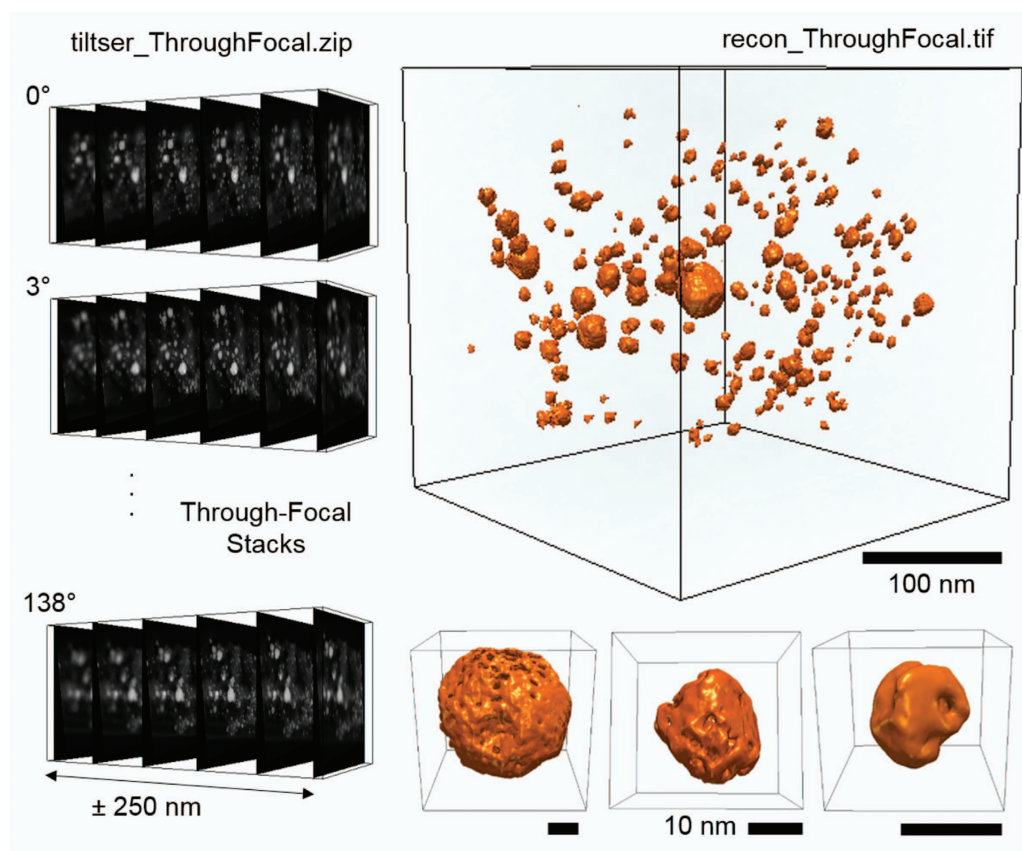 tiltser_ThroughFocal.zip
recon_ThroughFocal.tif
0°
3°
Through-Focal
Stacks
138°
± 250 nm
100 nm
10 nm